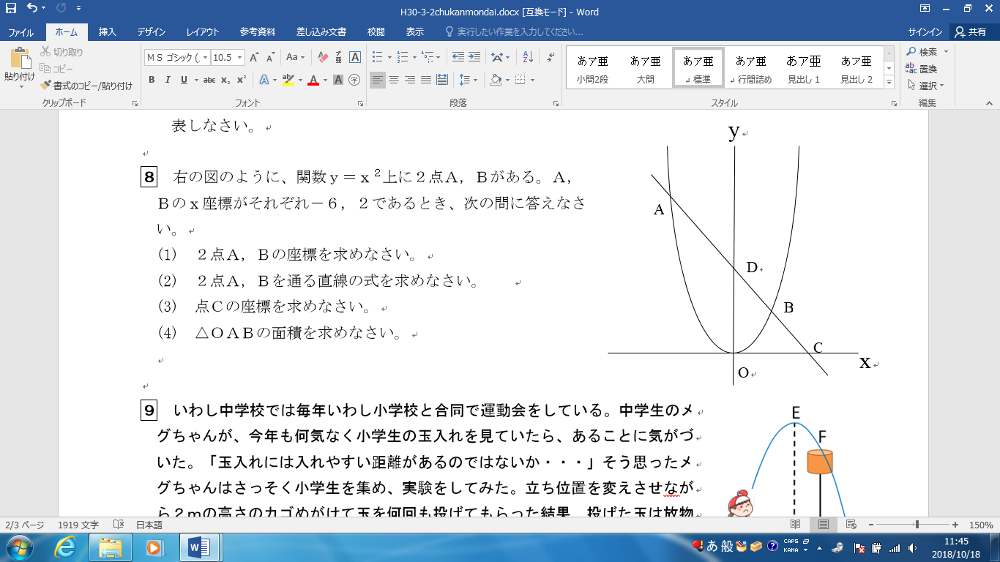 H30-3-2chukanmondai.docx [互換モード] - Word
ファイル ホーム 挿入 デザイン レイアウト 参考資料 差し込み文書 校閲 表示 実行したい作業を入力してください... サインイン 共有
貼り付け
切り取り
コピー
書式のコピー/貼り付け
クリップボード
ＭＳ ゴシック (. 10.5
フォント
段落
あア亜 小問2段
あア亜 大問
あア亜 標準
あア亜 行間詰め
あア亜 見出し 1
あア亜 見出し 2
スタイル
検索
置換
選択
編集
表しなさい。
8 右の図のように、関数ｙ＝ｘ²上に２点Ａ，Ｂがある。Ａ，
Ｂのｘ座標がそれぞれ－６，２であるとき、次の問に答えなさ
い。
(1) ２点Ａ，Ｂの座標を求めなさい。
(2) ２点Ａ，Ｂを通る直線の式を求めなさい。
(3) 点Ｃの座標を求めなさい。
(4) △ＯＡＢの面積を求めなさい。
y
A
D
B
C
x
O
9 いわし中学校では毎年いわし小学校と合同で運動会をしている。中学生のメ
グちゃんが、今年も何気なく小学生の玉入れを見ていたら、あることに気がづ
いた。「玉入れには入れやすい距離があるのではないか・・・」そう思ったメ
グちゃんはさっそく小学生を集め、実験をしてみた。立ち位置を変えさせなが
ら２ｍの高さのカゴめがけて玉を何回も投げてもらった結果、投げた玉は放物
E
F
2/3 ページ 1919 文字 日本語 150%
あ 般 CAPS KANA
11:45
2018/10/18